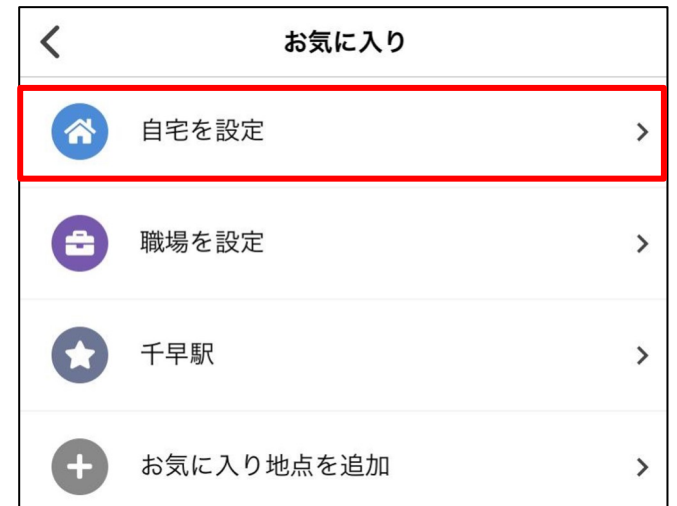 お気に入り
自宅を設定
職場を設定
千早駅
お気に入り地点を追加